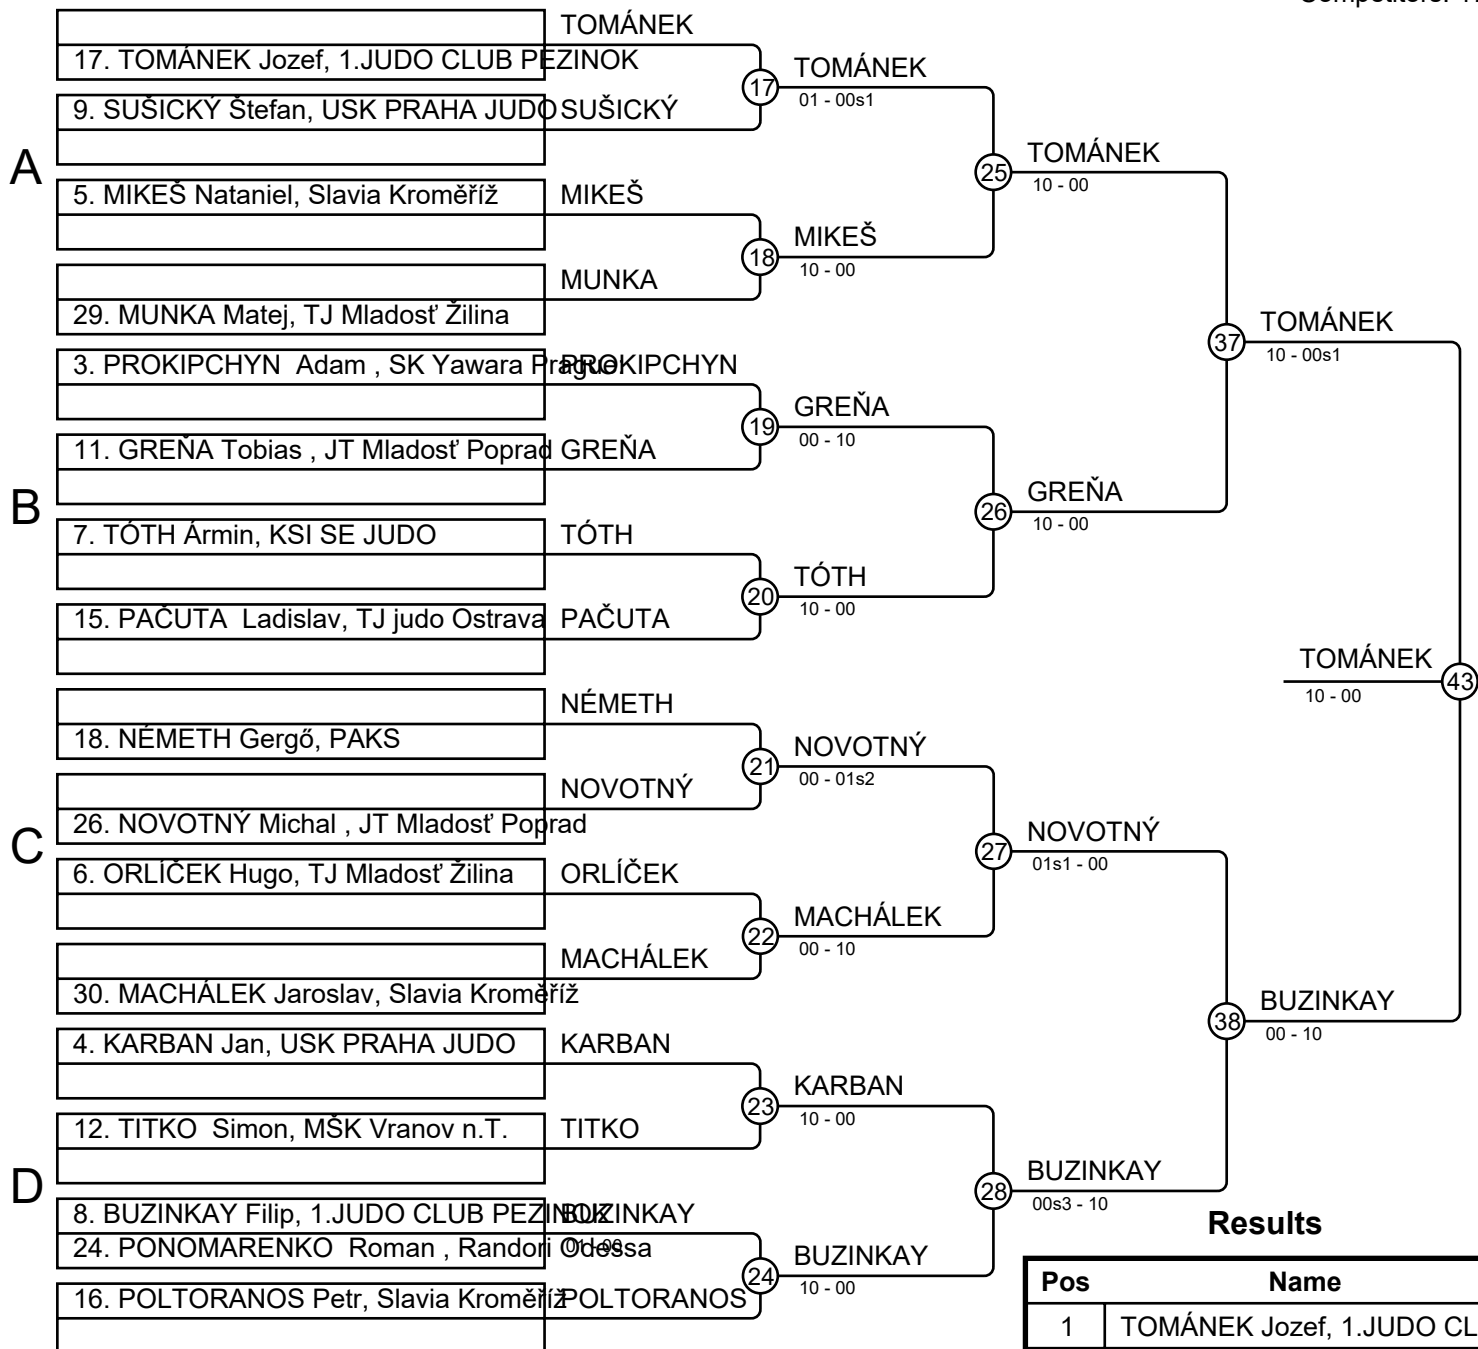 TOMÁNEK
17. TOMÁNEK Jozef, 1.JUDO CLUB PEZINOK
17
TOMÁNEK
01 - 00s1
9. SUŠICKÝ Štefan, USK PRAHA JUDO
SUŠICKÝ
A
25
TOMÁNEK
10 - 00
5. MIKEŠ Nataniel, Slavia Kroměříž
MIKEŠ
18
MIKEŠ
10 - 00
MUNKA
29. MUNKA Matej, TJ Mladosť Žilina
37
TOMÁNEK
10 - 00s1
3. PROKIPCHYN Adam , SK Yawara Prague
PROKIPCHYN
19
GREŇA
00 - 10
11. GREŇA Tobias , JT Mladosť Poprad
GREŇA
B
26
GREŇA
10 - 00
7. TÓTH Ármin, KSI SE JUDO
TÓTH
20
TÓTH
10 - 00
15. PAČUTA Ladislav, TJ judo Ostrava
PAČUTA
TOMÁNEK
43
10 - 00
NÉMETH
18. NÉMETH Gergő, PAKS
21
NOVOTNÝ
00 - 01s2
NOVOTNÝ
26. NOVOTNÝ Michal , JT Mladosť Poprad
C
27
NOVOTNÝ
01s1 - 00
6. ORLÍČEK Hugo, TJ Mladosť Žilina
ORLÍČEK
22
MACHÁLEK
00 - 10
MACHÁLEK
30. MACHÁLEK Jaroslav, Slavia Kroměříž
38
BUZINKAY
00 - 10
4. KARBAN Jan, USK PRAHA JUDO
KARBAN
23
KARBAN
10 - 00
12. TITKO Simon, MŠK Vranov n.T.
TITKO
D
28
BUZINKAY
00s3 - 10
8. BUZINKAY Filip, 1.JUDO CLUB PEZINOK
BUZINKAY
24. PONOMARENKO Roman , Randori Odessa
01 - 00
24
BUZINKAY
10 - 00
16. POLTORANOS Petr, Slavia Kroměříž
POLTORANOS
Results
Pos Name
1 TOMÁNEK Jozef, 1.JUDO CL